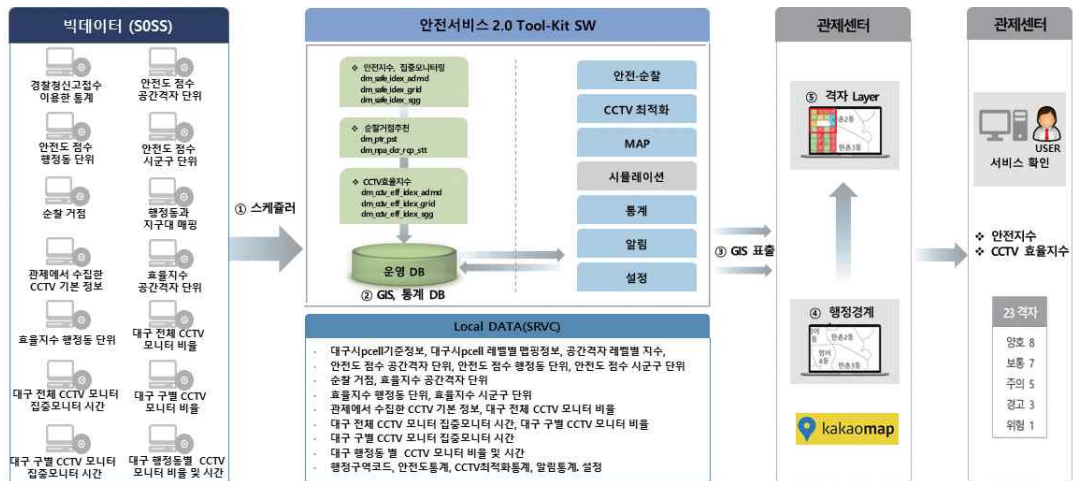 빅데이터 (S0SS)
경찰청신고접수
이용한 통계
안전도 점수
공간격자 단위
안전도 점수
행정동 단위
안전도 점수
시군구 단위
순찰 거점
행정동과
지구대 매핑
관제에서 수집한
CCTV 기본 정보
효율지수
공간격자 단위
효율지수 행정동 단위
대구 전체 CCTV
모니터 비율
대구 전체 CCTV 모니터
집중모니터 시간
대구 구별 CCTV
모니터 비율
대구 구별 CCTV 모니터
집중모니터 시간
대구 행정동별 CCTV
모니터 비율 및 시간
① 스케쥴러
안전서비스 2.0 Tool-Kit SW
❖ 안전지수, 집중모니터링
dm_safe_idex_admd
dm_safe_idex_grid
dm_safe_idex_sgg
❖ 순찰거점추천
dm_ptr_pst
dm_npa_dcr_rcp_stt
❖ CCTV효율지수
dm_cctv_eff_idex_admd
dm_cctv_eff_idex_grid
dm_cctv_eff_idex_sgg
운영 DB
② GIS, 통계 DB
안전·순찰
CCTV 최적화
MAP
시뮬레이션
통계
알림
설정
Local DATA(SRVC)
· 대구시pcell기준정보, 대구시pcell 레벨별 맵핑정보, 공간격자 레벨별 지수,
· 안전도 점수 공간격자 단위, 안전도 점수 행정동 단위, 안전도 점수 시군구 단위
· 순찰 거점, 효율지수 공간격자 단위
· 효율지수 행정동 단위, 효율지수 시군구 단위
· 관제에서 수집한 CCTV 기본 정보, 대구 전체 CCTV 모니터 비율
· 대구 전체 CCTV 모니터 집중모니터 시간, 대구 구별 CCTV 모니터 비율
· 대구 구별 CCTV 모니터 집중모니터 시간
· 대구 행정동 별 CCTV 모니터 비율 및 시간
· 행정구역코드, 안전도통계, CCTV최적화통계, 알림통계. 설정
③ GIS 표출
관제센터
⑤ 격자 Layer
만촌2동
만촌3동
④ 행정경계
범어
4동
만촌2동
만촌3동
kakaomap
관제센터
USER
서비스 확인
❖ 안전지수
❖ CCTV 효율지수
23 격자
양호 8
보통 7
주의 5
경고 3
위험 1